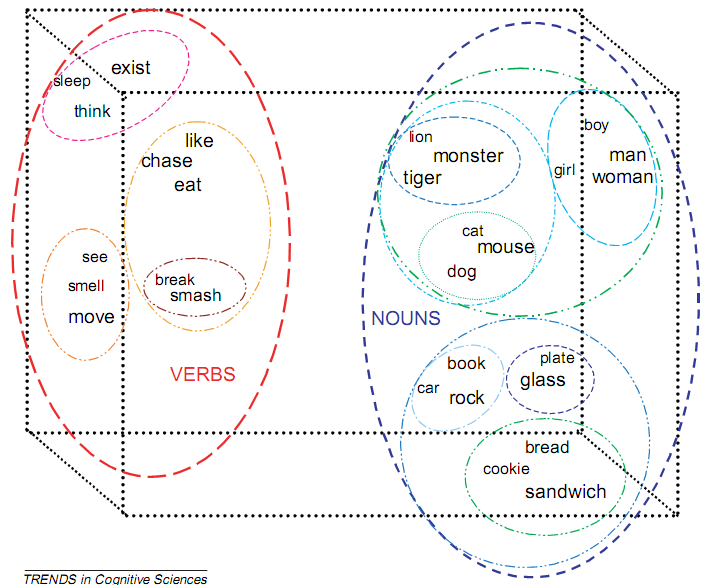 exist
sleep
think
like
chase
eat
see
smell
move
break
smash
VERBS
lion
monster
tiger
cat
mouse
dog
boy
man
girl
woman
NOUNS
book
car
rock
plate
glass
bread
cookie
sandwich
TRENDS in Cognitive Sciences